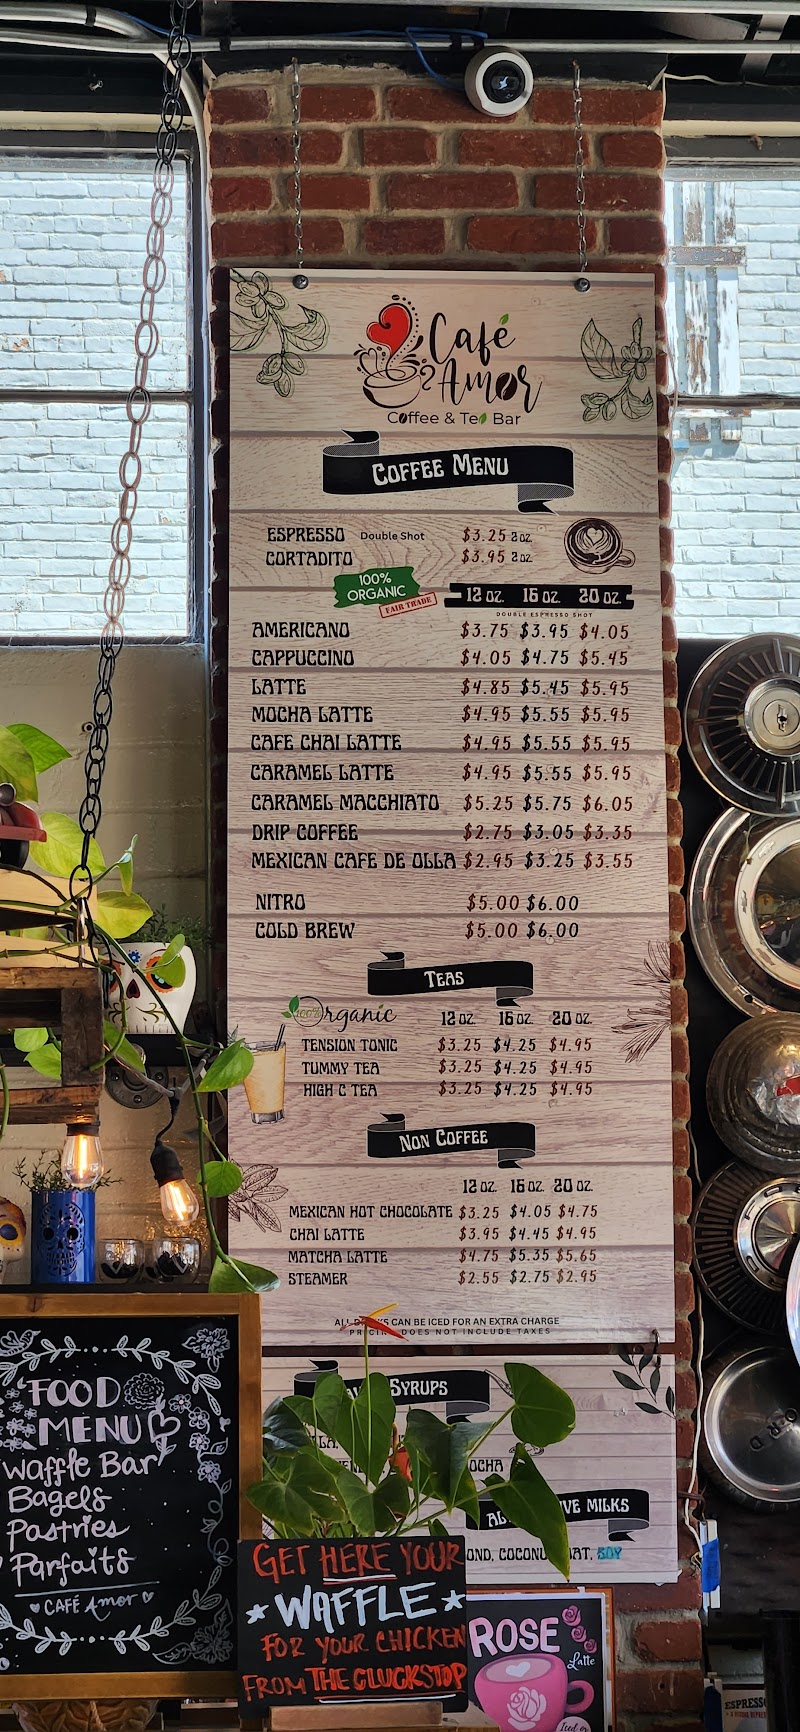 Café
Amor
Coffee & Tea Bar
COFFEE MENU
ESPRESSO Double Shot $3.25 2 oz.
CORTADITO $3.95 2 oz.
100%
ORGANIC
FAIR TRADE
12 oz. 16 oz. 20 oz.
DOUBLE ESPRESSO SHOT
AMERICANO $3.75 $3.95 $4.05
CAPPUCCINO $4.05 $4.75 $5.45
LATTE $4.85 $5.45 $5.95
MOCHA LATTE $4.95 $5.55 $5.95
CAFE CHAI LATTE $4.95 $5.55 $5.95
CARAMEL LATTE $4.95 $5.55 $5.95
CARAMEL MACCHIATO $5.25 $5.75 $6.05
DRIP COFFEE $2.75 $3.05 $3.35
MEXICAN CAFE DE OLLA $2.95 $3.25 $3.55
NITRO $5.00 $6.00
COLD BREW $5.00 $6.00
TEAS
100% Organic 12 oz. 16 oz. 20 oz.
TENSION TONIC $3.25 $4.25 $4.95
TUMMY TEA $3.25 $4.25 $4.95
HIGH C TEA $3.25 $4.25 $4.95
NON COFFEE
12 oz. 16 oz. 20 oz.
MEXICAN HOT CHOCOLATE $3.25 $4.05 $4.75
CHAI LATTE $3.95 $4.45 $4.95
MATCHA LATTE $4.75 $5.35 $5.65
STEAMER $2.55 $2.75 $2.95
ALL DRINKS CAN BE ICED FOR AN EXTRA CHARGE
PRICING DOES NOT INCLUDE TAXES
SYRUPS
MILKS
COCONUT SOY
FOOD
MENU
Waffle Bar
Bagels
Pastries
Parfaits
CAFÉ Amor
GET HERE YOUR
WAFFLE
FOR YOUR CHICKEN
FROM THE CLUCKSTOP
ROSE
Latte
Iced or
ESPRESSO
FORD